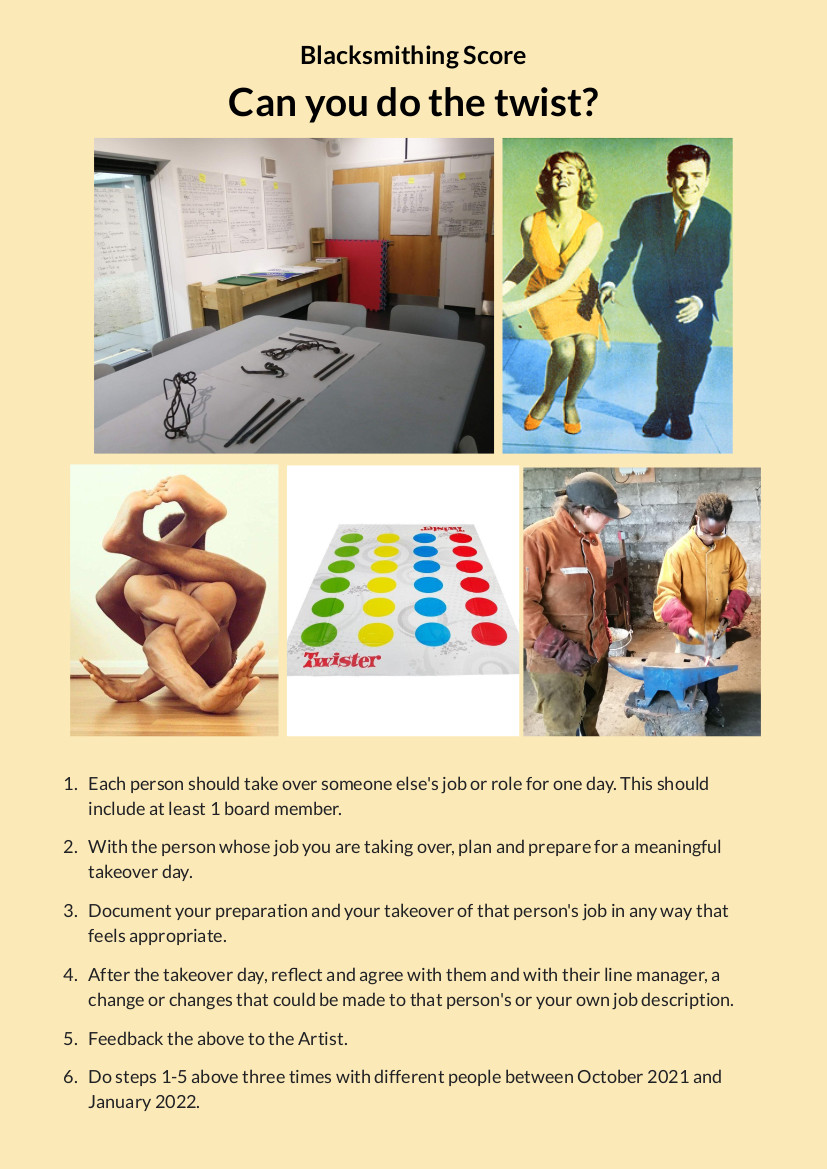 Blacksmithing Score
Can you do the twist?
Twister
Twister
1. Each person should take over someone else's job or role for one day. This should
include at least 1 board member.
2. With the person whose job you are taking over, plan and prepare for a meaningful
takeover day.
3. Document your preparation and your takeover of that person's job in any way that
feels appropriate.
4. After the takeover day, reflect and agree with them and with their line manager, a
change or changes that could be made to that person's or your own job description.
5. Feedback the above to the Artist.
6. Do steps 1-5 above three times with different people between October 2021 and
January 2022.